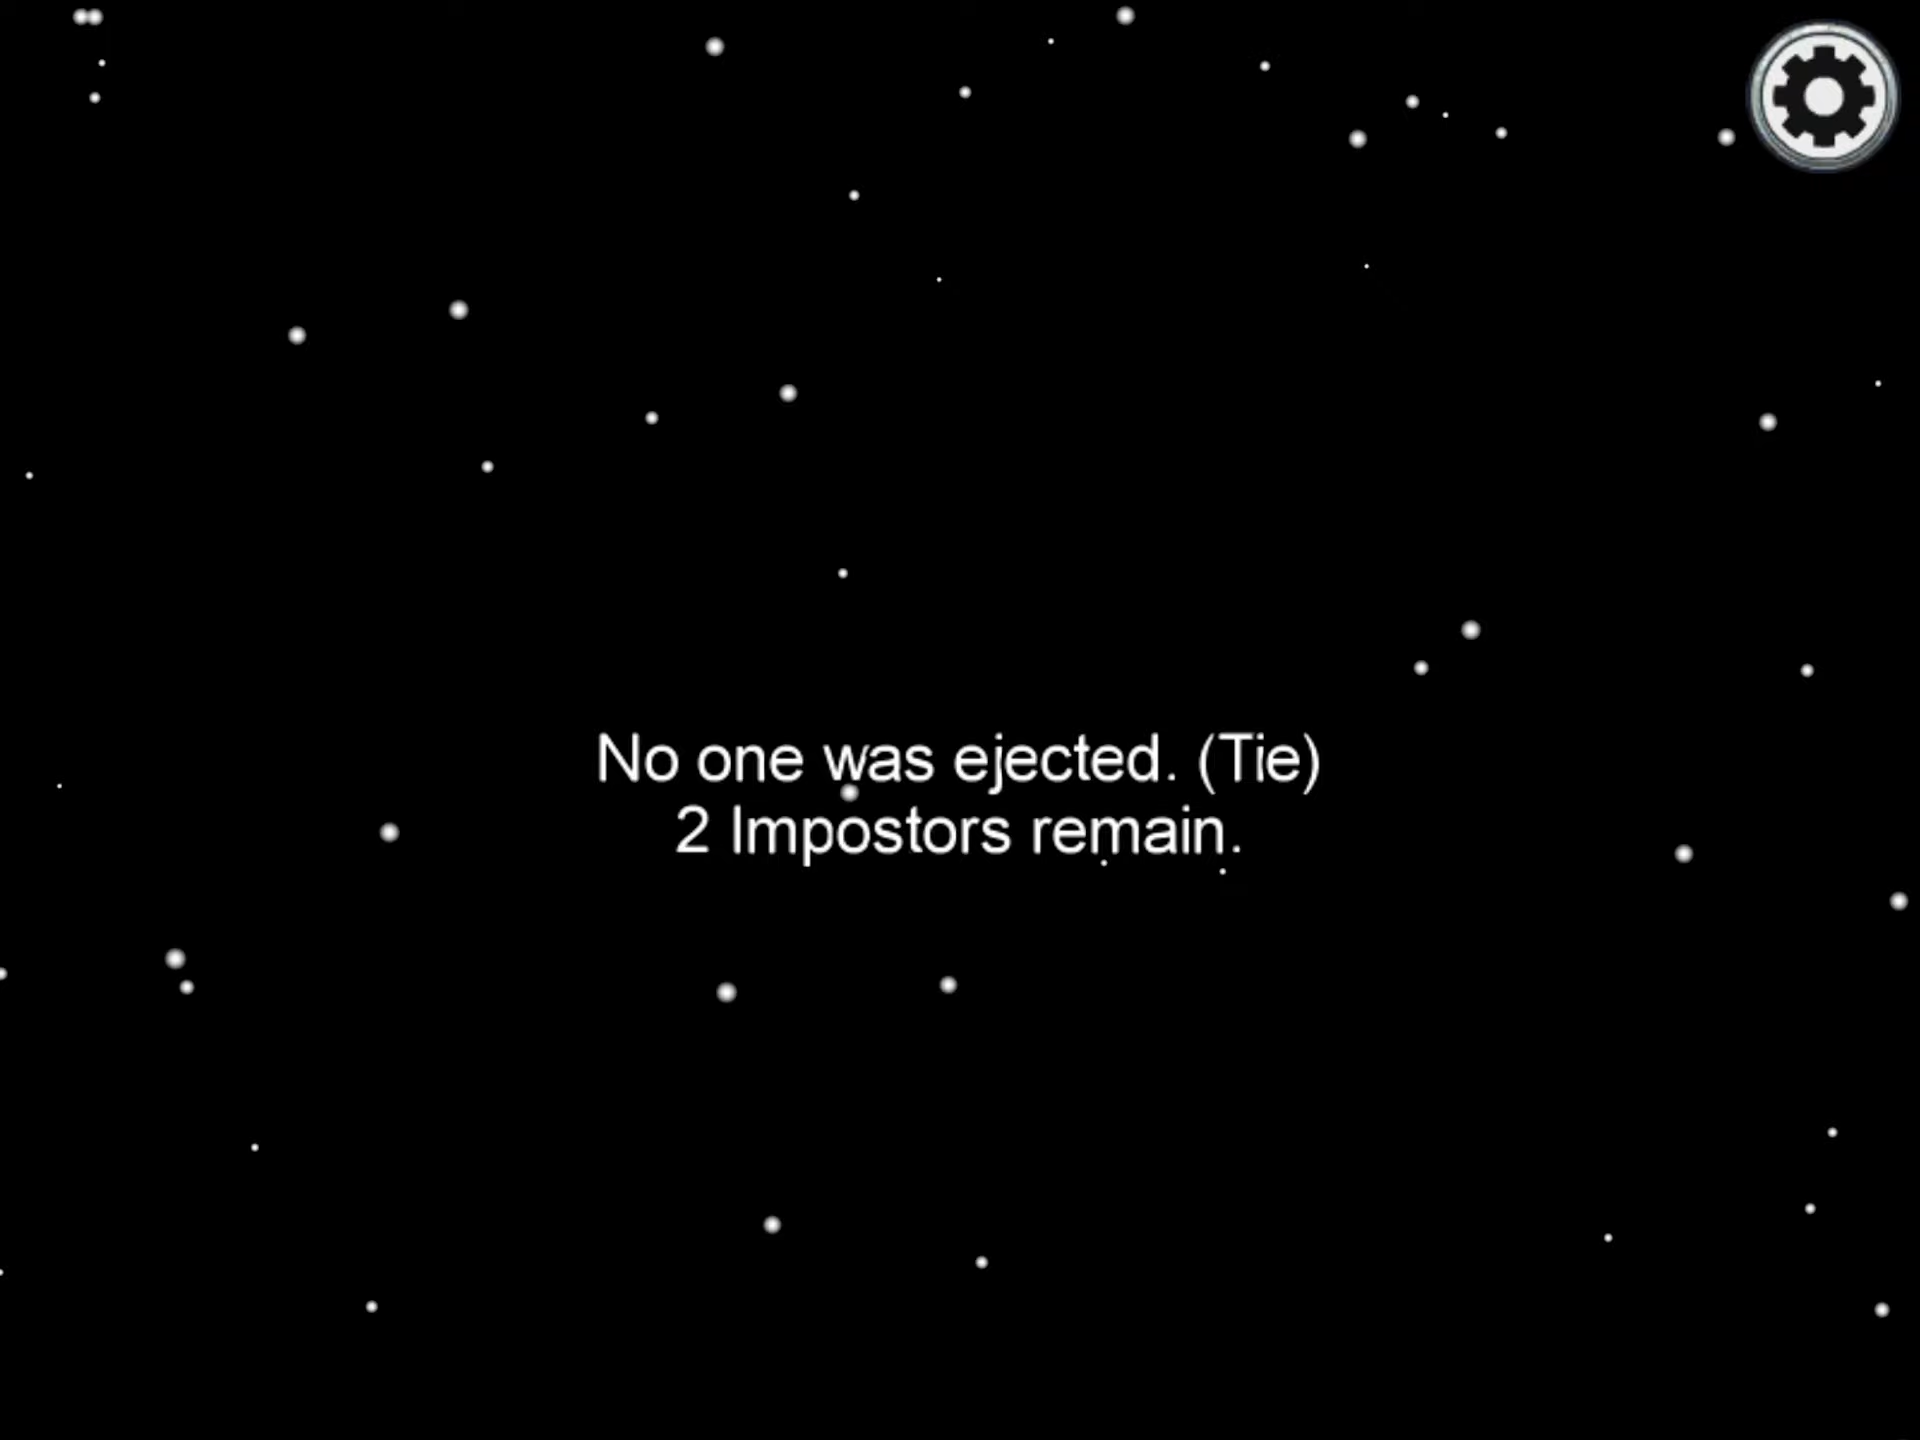 No one was ejected. (Tie)
2 Impostors remain.